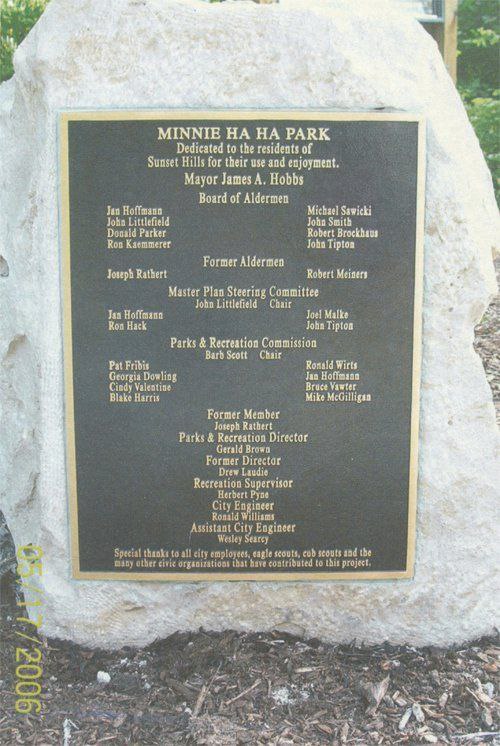 MINNIE HA HA PARK
Dedicated to the residents of
Sunset Hills for their use and enjoyment.
Mayor James A. Hobbs
Board of Aldermen
Jan Hoffmann Michael Sawicki
John Littlefield John Smith
Donald Parker Robert Brockhaus
Ron Kaemmerer John Tipton
Former Aldermen
Joseph Rathert Robert Meiners
Master Plan Steering Committee
John Littlefield Chair
Jan Hoffmann Joel Malke
Ron Hack John Tipton
Parks & Recreation Commission
Barb Scott Chair
Pat Fribis Ronald Wirts
Georgia Dowling Jan Hoffmann
Cindy Valentine Bruce Vawter
Blake Harris Mike McGilligan
Former Member
Joseph Rathert
Parks & Recreation Director
Gerald Brown
Former Director
Drew Laudie
Recreation Supervisor
Herbert Pyne
City Engineer
Ronald Williams
Assistant City Engineer
Wesley Searcy
Special thanks to all city employees, eagle scouts, cub scouts and the
many other civic organizations that have contributed to this project.
05/17/2006